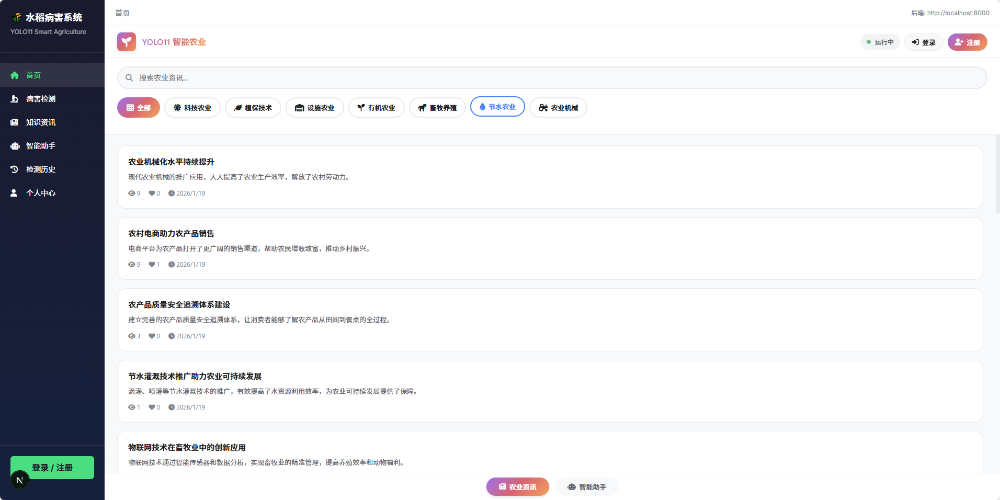 水稻病害系统
YOLO11 Smart Agriculture
首页
病害检测
知识资讯
智能助手
检测历史
个人中心
登录 / 注册
N
首页
后端: http://localhost:8000
YOLO11 智能农业
运行中
登录
注册
搜索农业资讯...
全部
科技农业
植保技术
设施农业
有机农业
畜牧养殖
节水农业
农业机械
农业机械化水平持续提升
现代农业机械的推广应用，大大提高了农业生产效率，解放了农村劳动力。
9 0 2026/1/19
农村电商助力农产品销售
电商平台为农产品打开了更广阔的销售渠道，帮助农民增收致富，推动乡村振兴。
9 1 2026/1/19
农产品质量安全追溯体系建设
建立完善的农产品质量安全追溯体系，让消费者能够了解农产品从田间到餐桌的全过程。
3 0 2026/1/19
节水灌溉技术推广助力农业可持续发展
滴灌、喷灌等节水灌溉技术的推广，有效提高了水资源利用效率，为农业可持续发展提供了保障。
1 0 2026/1/19
物联网技术在畜牧业中的创新应用
物联网技术通过智能传感器和数据分析，实现畜牧业的精准管理，提高养殖效率和动物福利。
农业资讯
智能助手